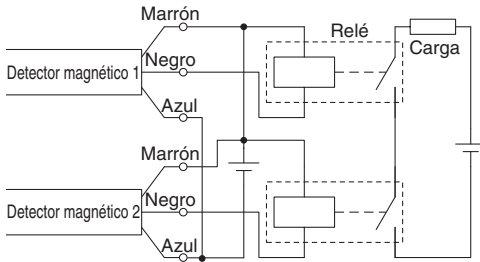 Marrón
Relé
Carga
Negro
Detector magnético 1
Azul
Marrón
Negro
Detector magnético 2
Azul